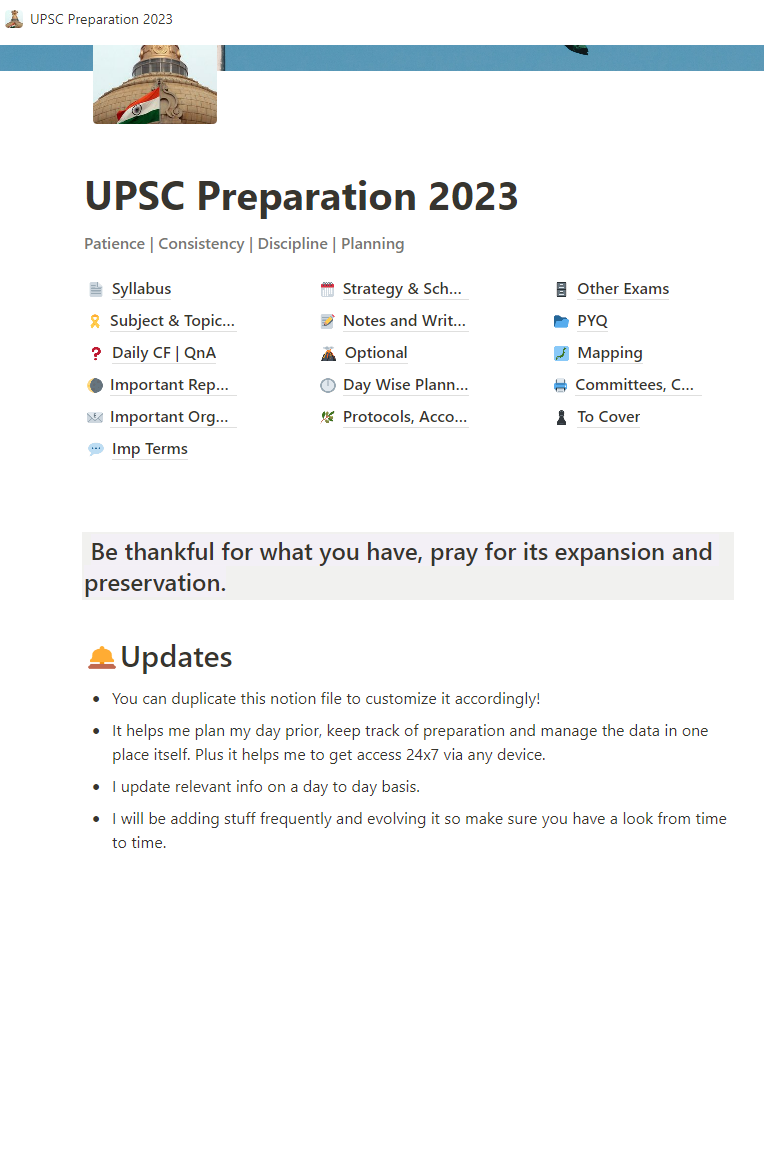 UPSC Preparation 2023
UPSC Preparation 2023
Patience | Consistency | Discipline | Planning
Syllabus
Strategy & Sch...
Other Exams
Subject & Topic...
Notes and Writ...
PYQ
Daily CF | QnA
Optional
Mapping
Important Rep...
Day Wise Plann...
Committees, C...
Important Org...
Protocols, Acco...
To Cover
Imp Terms
Be thankful for what you have, pray for its expansion and
preservation.
Updates
• You can duplicate this notion file to customize it accordingly!
• It helps me plan my day prior, keep track of preparation and manage the data in one
place itself. Plus it helps me to get access 24x7 via any device.
• I update relevant info on a day to day basis.
• I will be adding stuff frequently and evolving it so make sure you have a look from time
to time.